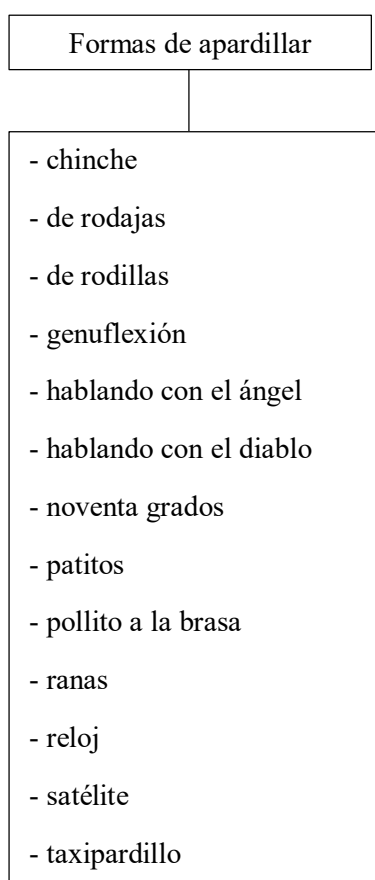 Formas de apardillar
- chinche
- de rodajas
- de rodillas
- genuflexión
- hablando con el ángel
- hablando con el diablo
- noventa grados
- patitos
- pollito a la brasa
- ranas
- reloj
- satélite
- taxipardillo